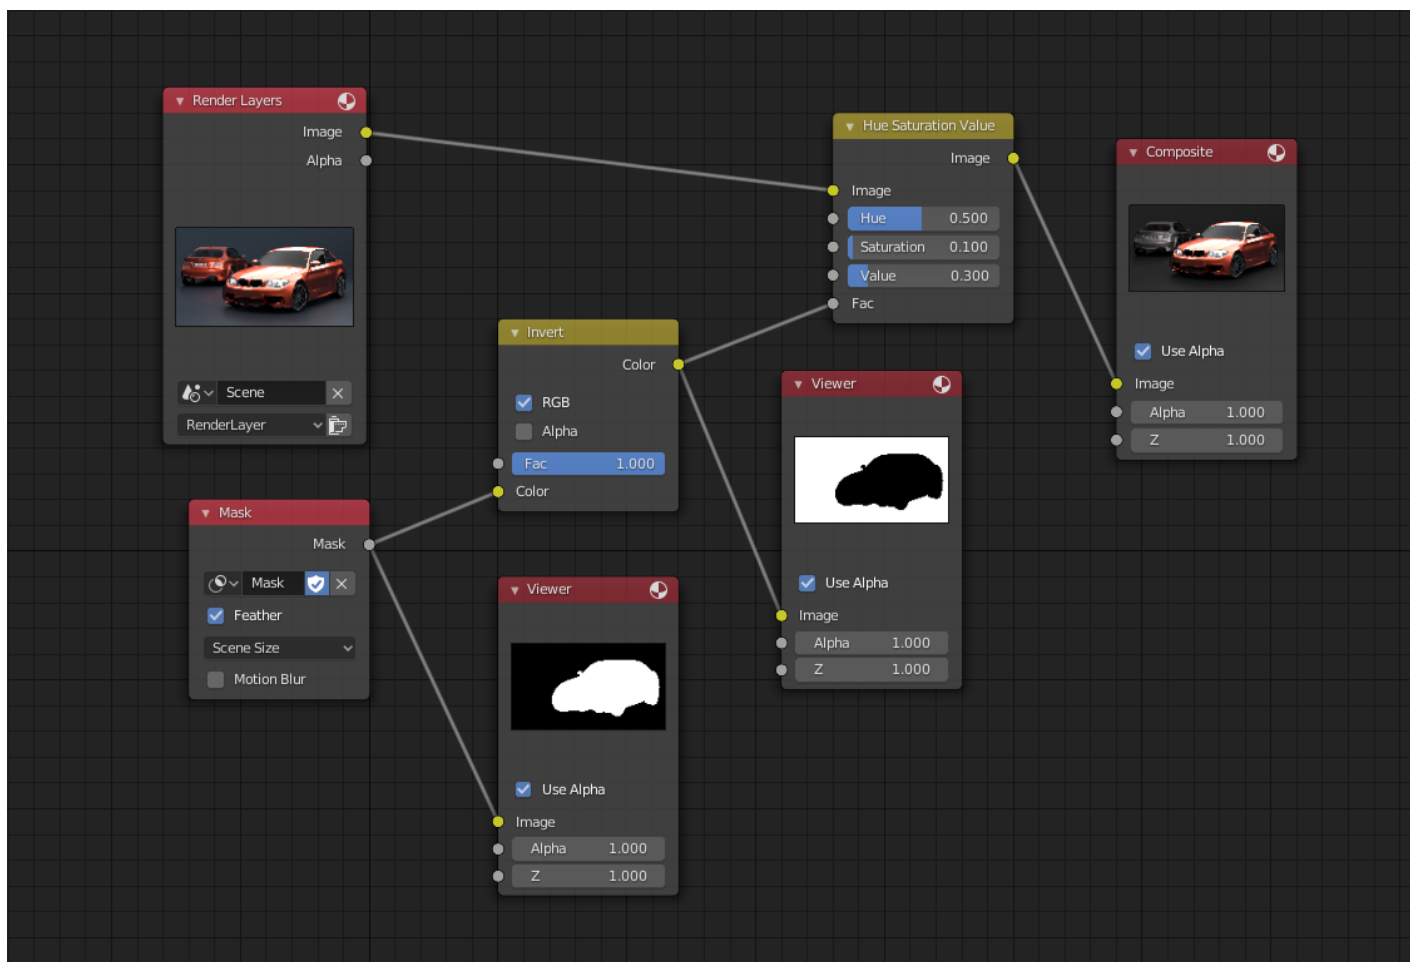 Render Layers
Image
Alpha
Scene
RenderLayer
Mask
Mask
Mask
Feather
Scene Size
Motion Blur
Invert
Color
RGB
Alpha
Fac 1.000
Color
Viewer
Use Alpha
Image
Alpha 1.000
Z 1.000
Viewer
Use Alpha
Image
Alpha 1.000
Z 1.000
Hue Saturation Value
Image
Image
Hue 0.500
Saturation 0.100
Value 0.300
Fac
Composite
Use Alpha
Image
Alpha 1.000
Z 1.000